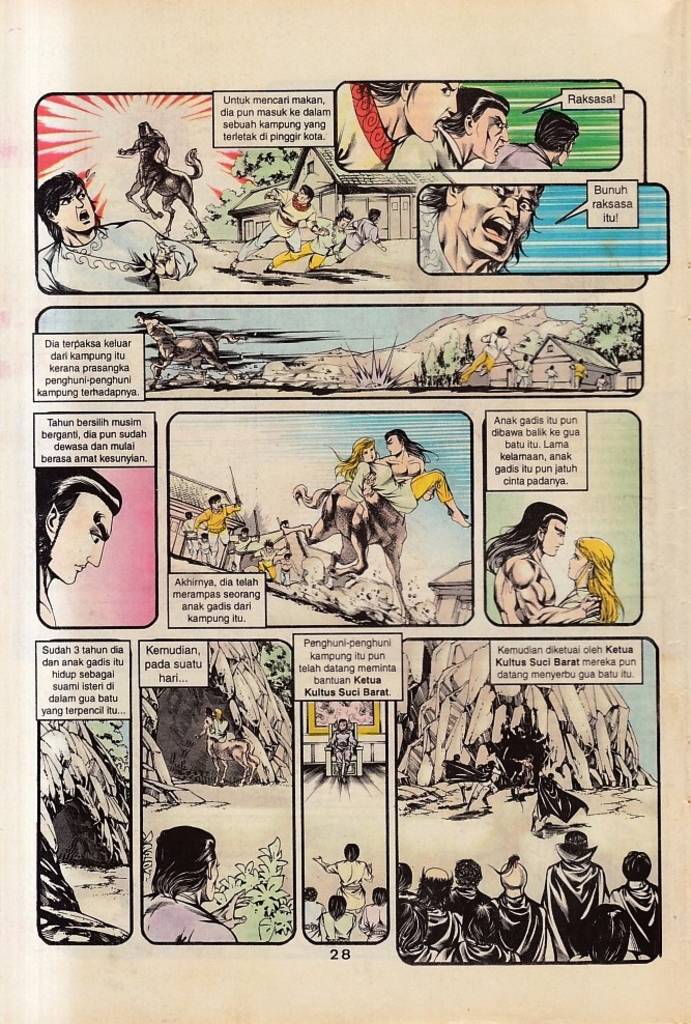 Untuk mencari makan,
dia pun masuk ke dalam
sebuah kampung yang
terletak di pinggir kota.
Raksasa!
Bunuh
raksasa
itu!
Dia terpaksa keluar
dari kampung itu
kerana prasangka
penghuni-penghuni
kampung terhadapnya.
Tahun bersilih musim
berganti, dia pun sudah
dewasa dan mulai
berasa amat kesunyian.
Akhirnya, dia telah
merampas seorang
anak gadis dari
kampung itu.
Anak gadis itu pun
dibawa balik ke gua
batu itu. Lama
kelamaan, anak
gadis itu pun jatuh
cinta padanya.
Sudah 3 tahun dia
dan anak gadis itu
hidup sebagai
suami isteri di
dalam gua batu
yang terpencil itu...
Kemudian,
pada suatu
hari...
Penghuni-penghuni
kampung itu pun
telah datang meminta
bantuan Ketua
Kultus Suci Barat.
Kemudian diketuai oleh Ketua
Kultus Suci Barat mereka pun
datang menyerbu gua batu itu.
28